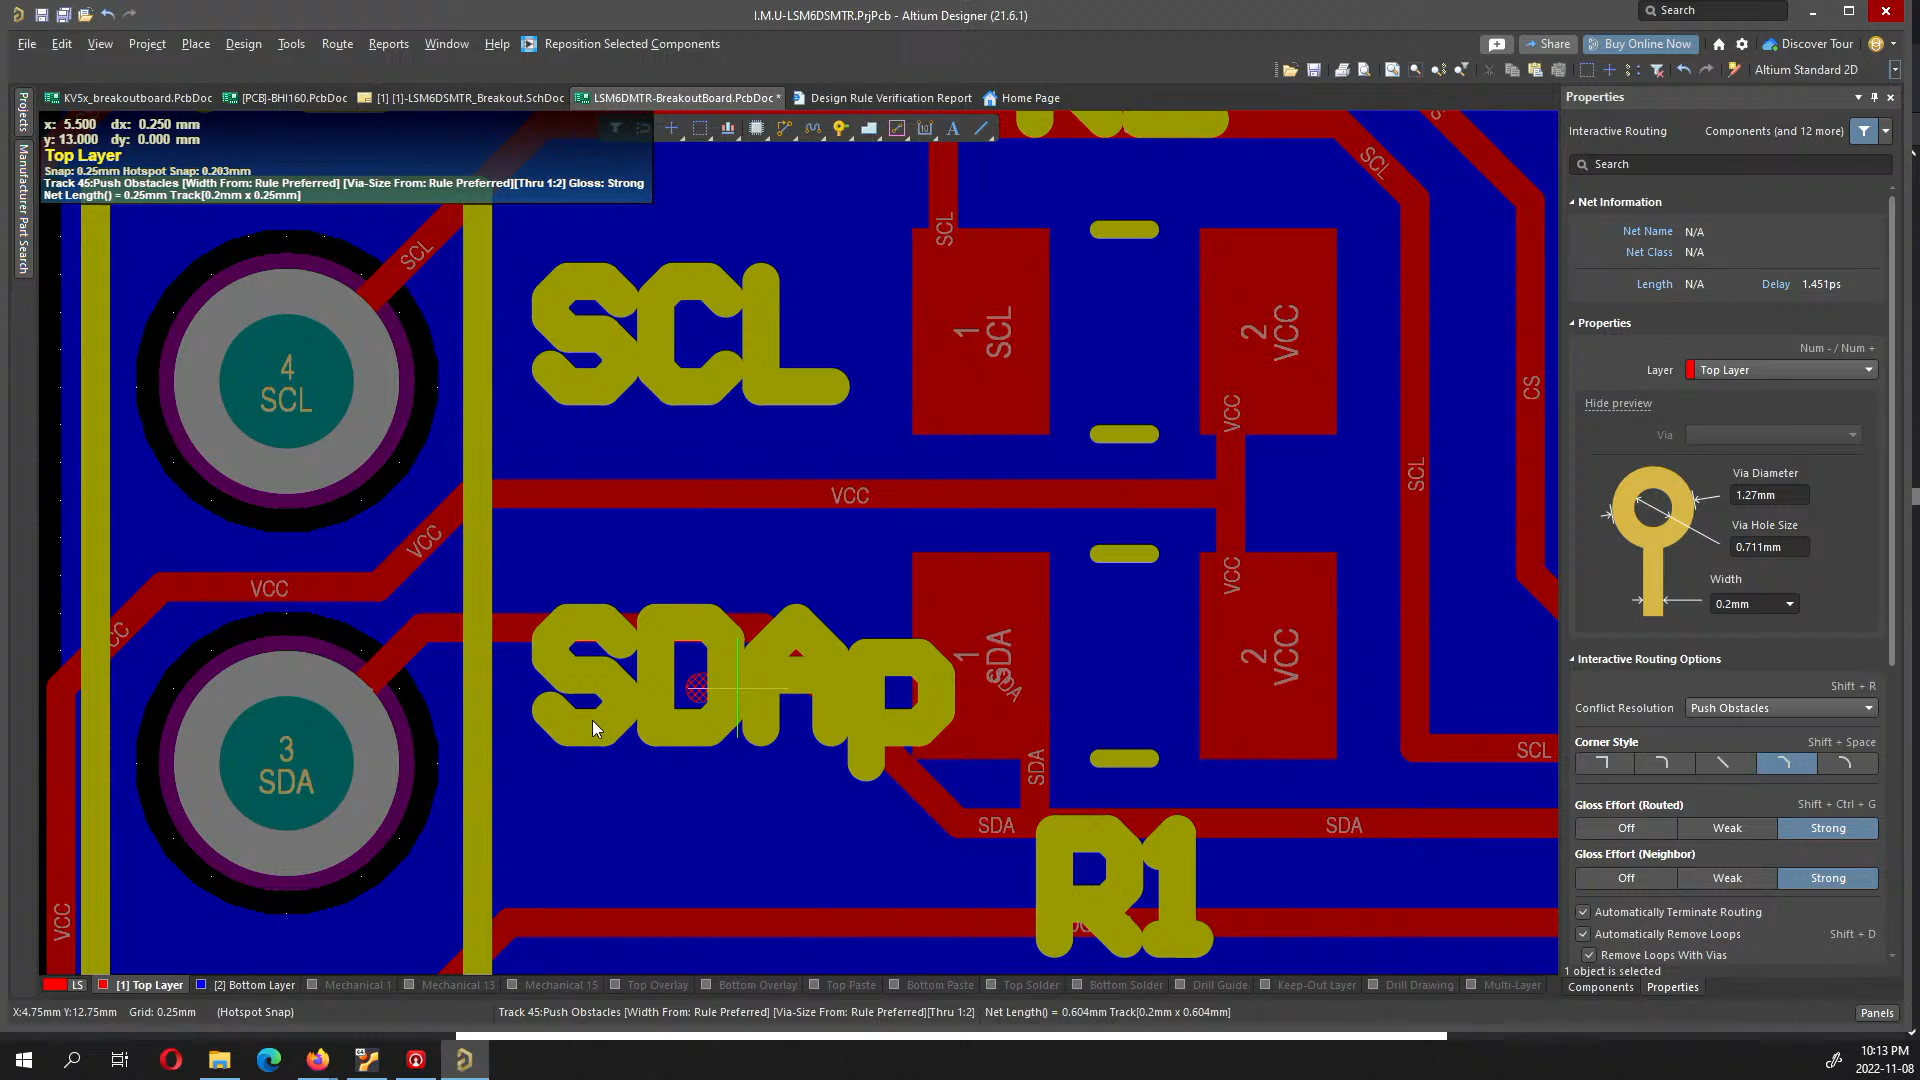 I.M.U-LSM6DSMTR.PrjPcb - Altium Designer (21.6.1)
Search
File Edit View Project Place Design Tools Route Reports Window Help Reposition Selected Components
Share Buy Online Now Discover Tour
Altium Standard 2D
KV5x_breakoutboard.PcbDoc [PCB]-BHI160.PcbDoc [1] [1]-LSM6DSMTR_Breakout.SchDoc LSM6DMTR-BreakoutBoard.PcbDoc * Design Rule Verification Report Home Page
Projects
Manufacturer Part Search
x: 5.500 dx: 0.250 mm
y: 13.000 dy: 0.000 mm
Top Layer
Snap: 0.25mm Hotspot Snap: 0.203mm
Track 45:Push Obstacles [Width From: Rule Preferred] [Via-Size From: Rule Preferred][Thru 1:2] Gloss: Strong
Net Length() = 0.25mm Track[0.2mm x 0.25mm]
SCL
SCL
SCL
4
SCL
SCL
1
SCL
2
VCC
VCC
SCL
CS
VCC
VCC
VCC
VCC
3
SDA
SDAP
1
SDA
SDA
2
VCC
SDA
SCL
SDA
SDA
R1
VCC
Properties
Interactive Routing Components (and 12 more)
Search
Net Information
Net Name N/A
Net Class N/A
Length N/A Delay 1.451ps
Properties
Num - / Num +
Layer Top Layer
Hide preview
Via
Via Diameter
1.27mm
Via Hole Size
0.711mm
Width
0.2mm
Interactive Routing Options
Shift + R
Conflict Resolution Push Obstacles
Corner Style Shift + Space
Gloss Effort (Routed) Shift + Ctrl + G
Off Weak Strong
Gloss Effort (Neighbor)
Off Weak Strong
Automatically Terminate Routing
Automatically Remove Loops Shift + D
Remove Loops With Vias
1 object is selected
Components Properties
LS [1] Top Layer [2] Bottom Layer Mechanical 1 Mechanical 13 Mechanical 15 Top Overlay Bottom Overlay Top Paste Bottom Paste Top Solder Bottom Solder Drill Guide Keep-Out Layer Drill Drawing Multi-Layer
X:4.75mm Y:12.75mm Grid: 0.25mm (Hotspot Snap) Track 45:Push Obstacles [Width From: Rule Preferred] [Via-Size From: Rule Preferred][Thru 1:2] Net Length() = 0.604mm Track[0.2mm x 0.604mm] Panels
10:13 PM
2022-11-08